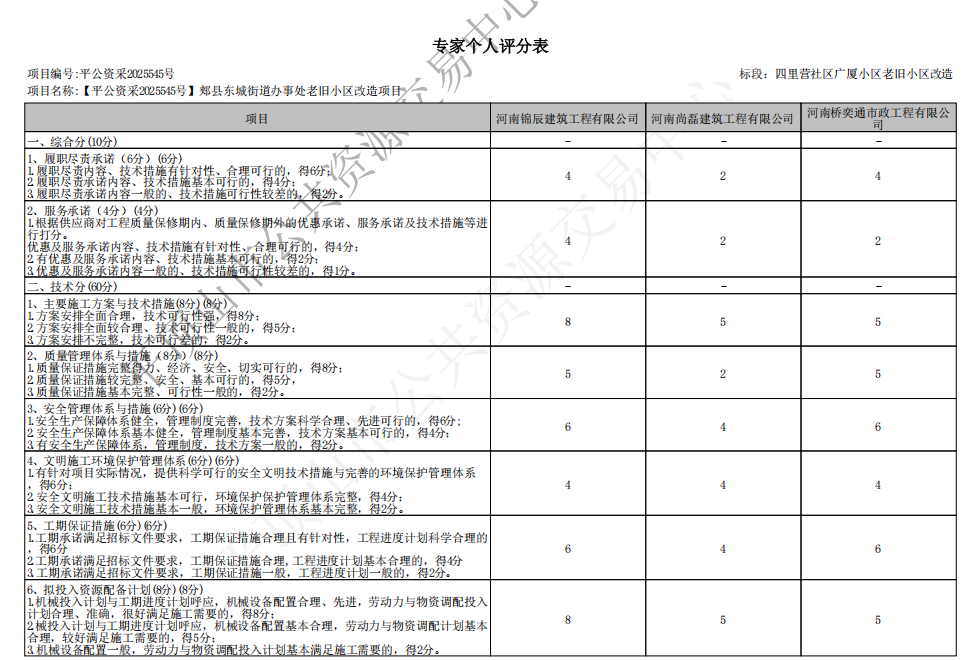 专家个人评分表
项目编号:平公资采2025545号
标段：四里营社区广厦小区老旧小区改造
项目名称:【平公资采2025545号】郏县东城街道办事处老旧小区改造项目
项目 河南锦辰建筑工程有限公司 河南尚磊建筑工程有限公司 河南桥奕通市政工程有限公司
一、综合分(10分) - - -
1、履职尽责承诺（6分）(6分)
1.履职尽责内容、技术措施有针对性、合理可行的，得6分；
2.履职尽责承诺内容、技术措施基本可行的，得4分；
3.履职尽责承诺内容一般的、技术措施可行性较差的，得2分。
4 2 4
2、服务承诺（4分）(4分)
1.根据供应商对工程质量保修期内、质量保修期外的优惠承诺、服务承诺及技术措施等进
行打分。
优惠及服务承诺内容、技术措施有针对性、合理可行的，得4分；
2.有优惠及服务承诺内容、技术措施基本可行的，得2分；
3.优惠及服务承诺内容一般的、技术措施可行性较差的，得1分。
4 2 2
二、技术分(60分) - - -
1、主要施工方案与技术措施(8分)(8分)
1.方案安排全面合理，技术可行性强，得8分；
2.方案安排全面较合理、技术可行性一般的，得5分；
3.方案安排不完整，技术可行差的，得2分。
8 5 5
2、质量管理体系与措施（8分）(8分)
1.质量保证措施完整得力、经济、安全、切实可行的，得8分；
2.质量保证措施较完整、安全、基本可行的，得5分，
3.质量保证措施基本完整、可行性一般的，得2分。
5 2 5
3、安全管理体系与措施(6分)(6分)
1.安全生产保障体系健全，管理制度完善，技术方案科学合理、先进可行的，得6分；
2.安全生产保障体系基本健全，管理制度基本完善，技术方案基本可行的，得4分；
3.有安全生产保障体系，管理制度，技术方案一般的，得2分。
6 4 6
4、文明施工环境保护管理体系(6分)(6分)
1.有针对项目实际情况，提供科学可行的安全文明技术措施与完善的环境保护管理体系
，得6分；
2.安全文明施工技术措施基本可行，环境保护保护管理体系完整，得4分；
3.安全文明施工技术措施基本一般，环境保护管理体系基本完整，得2分。
4 4 4
5、工期保证措施(6分)(6分)
1.工期承诺满足招标文件要求，工期保证措施合理且有针对性，工程进度计划科学合理的
，得6分
2.工期承诺满足招标文件要求，工期保证措施合理,工程进度计划基本合理的，得4分
3.工期承诺满足招标文件要求，工期保证措施一般，工程进度计划一般的，得2分。
6 4 6
6、拟投入资源配备计划(8分)(8分)
1.机械投入计划与工期进度计划呼应，机械设备配置合理、先进，劳动力与物资调配投入
计划合理、准确，很好满足施工需要的，得8分；
2.械投入计划与工期进度计划呼应，机械设备配置基本合理，劳动力与物资调配计划基本
合理，较好满足施工需要的，得5分；
3.机械设备配置一般，劳动力与物资调配投入计划基本满足施工需要的，得2分。
8 5 5
平顶山市公共资源交易中心
平顶山市公共资源交易中心